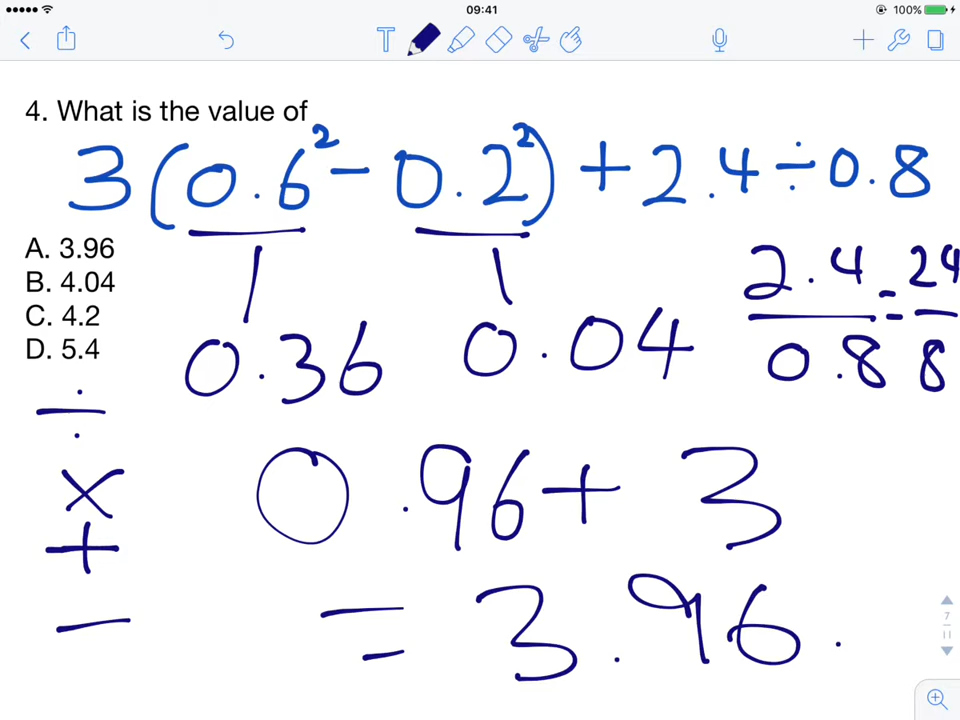 09:41
100%
T
4. What is the value of
3(0.6² - 0.2²) + 2.4 ÷ 0.8
A. 3.96
B. 4.04
C. 4.2
D. 5.4
0.36 0.04
2.4/0.8 = 24/8
÷
×
+
-
0.96 + 3
= 3.96.
7
11